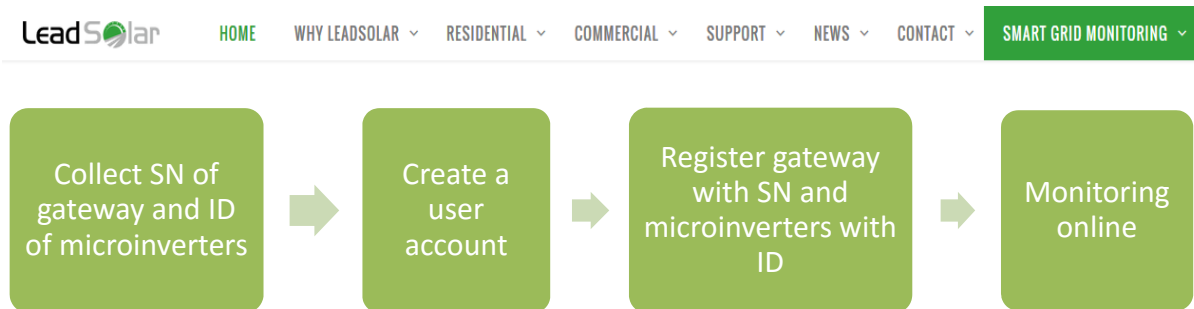 LeadSolar HOME WHY LEADSOLAR RESIDENTIAL COMMERCIAL SUPPORT NEWS CONTACT SMART GRID MONITORING
Collect SN of
gateway and ID
of microinverters
Create a
user
account
Register gateway
with SN and
microinverters with
ID
Monitoring
online